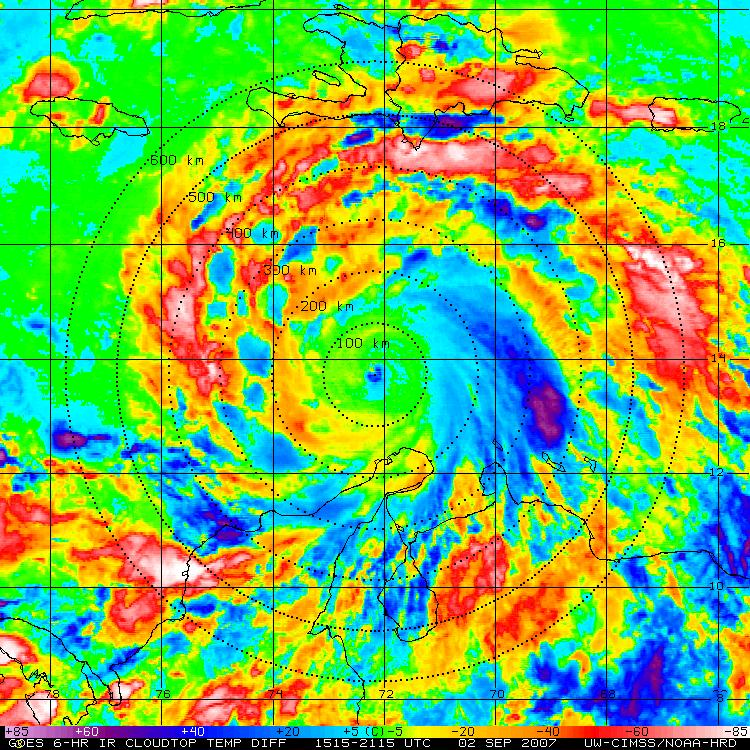 18
600 km
500 km
400 km
16
300 km
200 km
100 km
14
12
10
78 76 74 72 70 68
+85 +60 +40 +20 +5 (C) -5 -20 -40 -60 -85
GOES 6-HR IR CLOUDTOP TEMP DIFF 1515-2115 UTC 02 SEP 2007 UW-CIMSS/NOAA-HRD